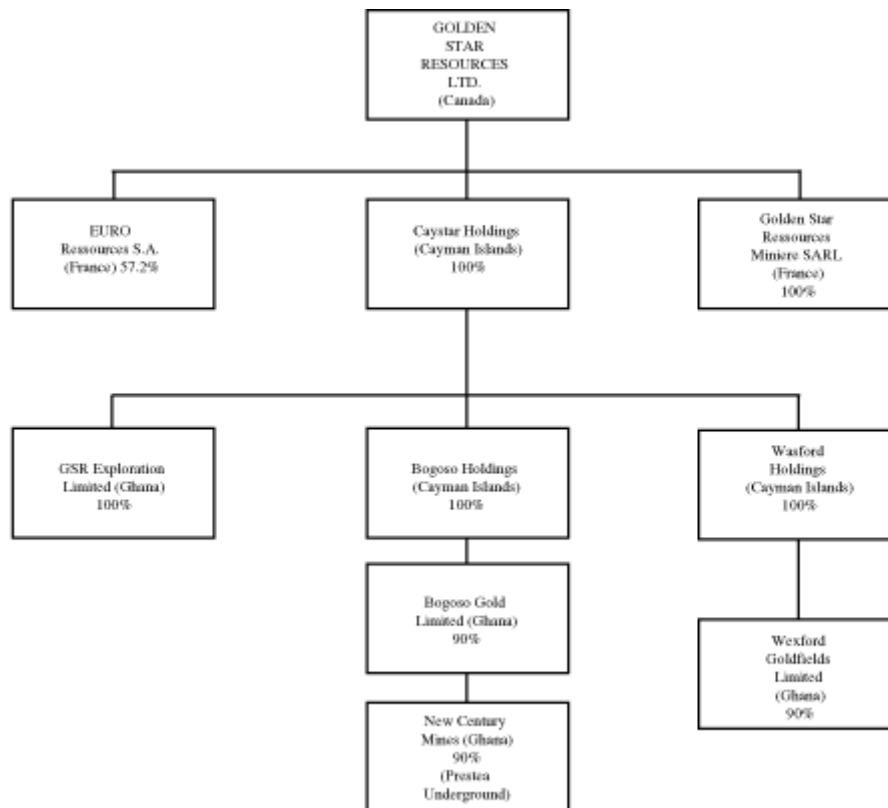 GOLDEN
STAR
RESOURCES
LTD.
(Canada)
EURO
Ressources S.A.
(France) 57.2%
Caystar Holdings
(Cayman Islands)
100%
Golden Star
Ressources
Miniere SARL
(France)
100%
GSR Exploration
Limited (Ghana)
100%
Bogoso Holdings
(Cayman Islands)
100%
Wasford
Holdings
(Cayman Islands)
100%
Bogoso Gold
Limited (Ghana)
90%
Wexford
Goldfields
Limited
(Ghana)
90%
New Century
Mines (Ghana)
90%
(Prestea
Underground)